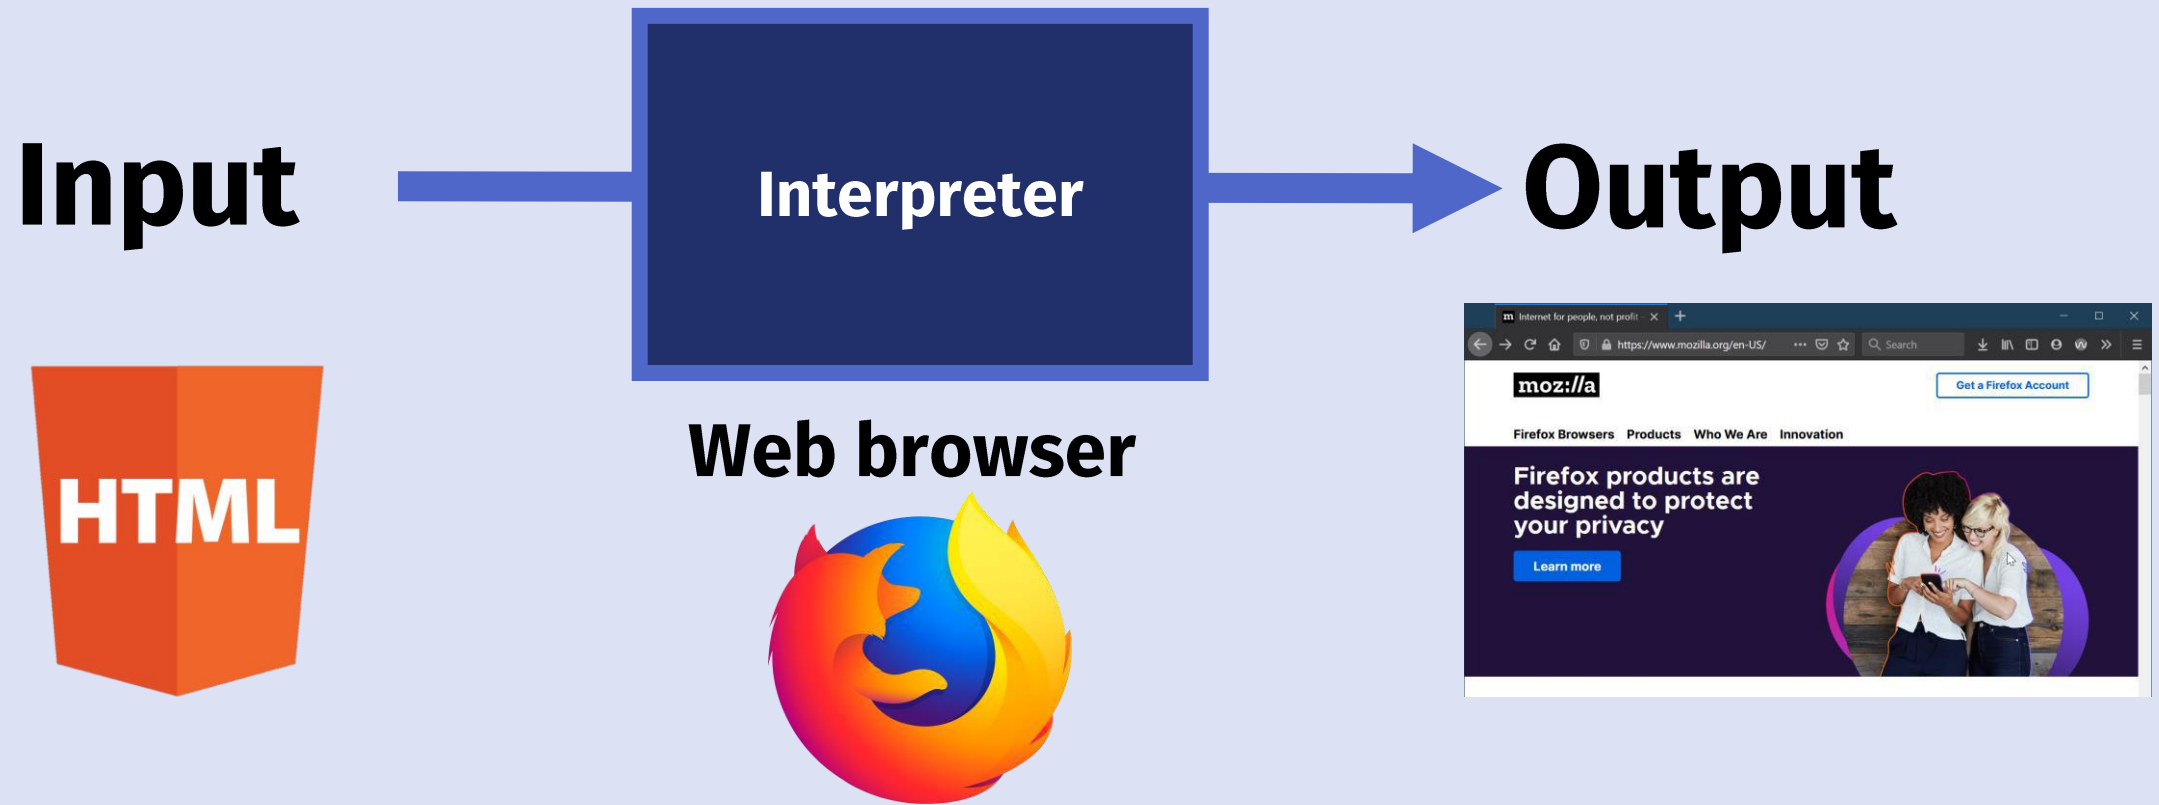 Input
Interpreter
Output
HTML
Web browser
m Internet for people, not profit
https://www.mozilla.org/en-US/
Search
moz://a
Get a Firefox Account
Firefox Browsers Products Who We Are Innovation
Firefox products are
designed to protect
your privacy
Learn more